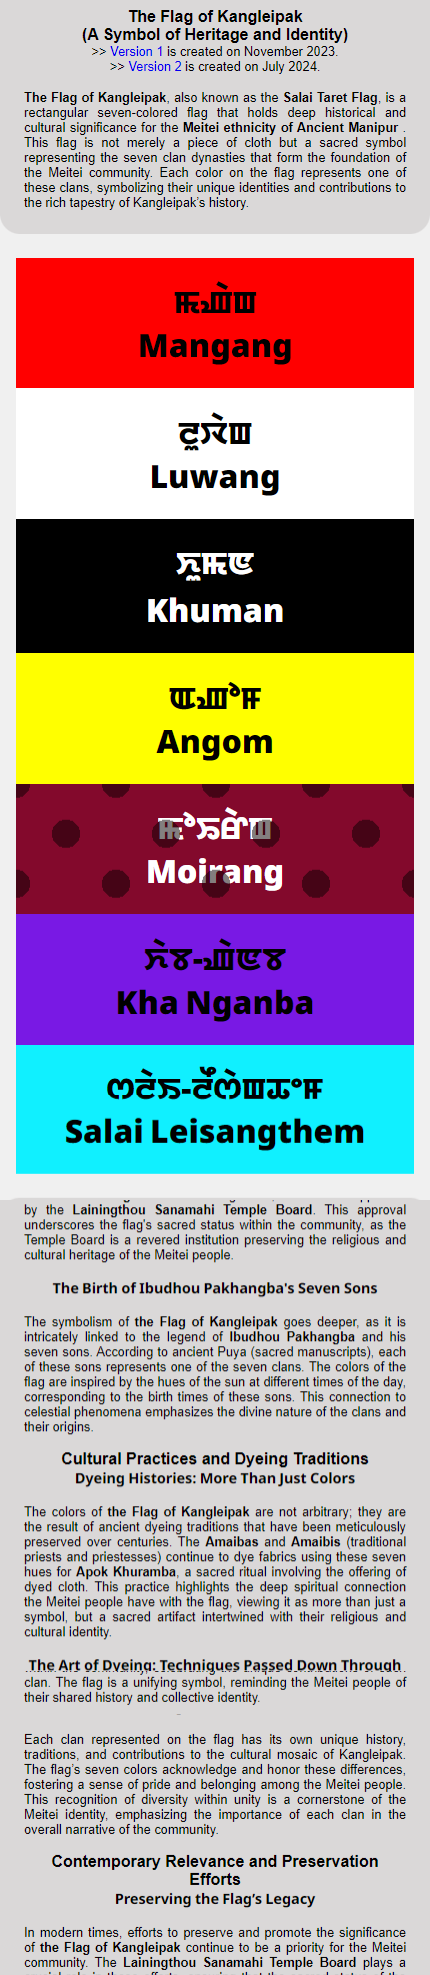 The Flag of Kangleipak
(A Symbol of Heritage and Identity)
>> Version 1 is created on November 2023.
>> Version 2 is created on July 2024.
The Flag of Kangleipak, also known as the Salai Taret Flag, is a
rectangular seven-colored flag that holds deep historical and
cultural significance for the Meitei ethnicity of Ancient Manipur .
This flag is not merely a piece of cloth but a sacred symbol
representing the seven clan dynasties that form the foundation of
the Meitei community. Each color on the flag represents one of
these clans, symbolizing their unique identities and contributions to
the rich tapestry of Kangleipak's history.
ꯃꯉꯥꯡ
Mangang
ꯂꯨꯋꯥꯡ
Luwang
ꯈꯨꯃꯟ
Khuman
ꯑꯉꯣꯝ
Angom
ꯃꯣꯏꯔꯥꯡ
Moirang
ꯈꯥꯕ-ꯉꯥꯟꯕ
Kha Nganba
ꯁꯂꯥꯏ-ꯂꯩꯁꯥꯡꯊꯦꯝ
Salai Leisangthem
by the Lainingthou Sanamahi Temple Board. This approval
underscores the flag's sacred status within the community, as the
Temple Board is a revered institution preserving the religious and
cultural heritage of the Meitei people.
The Birth of Ibudhou Pakhangba's Seven Sons
The symbolism of the Flag of Kangleipak goes deeper, as it is
intricately linked to the legend of Ibudhou Pakhangba and his
seven sons. According to ancient Puya (sacred manuscripts), each
of these sons represents one of the seven clans. The colors of the
flag are inspired by the hues of the sun at different times of the day,
corresponding to the birth times of these sons. This connection to
celestial phenomena emphasizes the divine nature of the clans and
their origins.
Cultural Practices and Dyeing Traditions
Dyeing Histories: More Than Just Colors
The colors of the Flag of Kangleipak are not arbitrary; they are
the result of ancient dyeing traditions that have been meticulously
preserved over centuries. The Amaibas and Amaibis (traditional
priests and priestesses) continue to dye fabrics using these seven
hues for Apok Khuramba, a sacred ritual involving the offering of
dyed cloth. This practice highlights the deep spiritual connection
the Meitei people have with the flag, viewing it as more than just a
symbol, but a sacred artifact intertwined with their religious and
cultural identity.
The Art of Dyeing: Techniques Passed Down Through
clan. The flag is a unifying symbol, reminding the Meitei people of
their shared history and collective identity.
Each clan represented on the flag has its own unique history,
traditions, and contributions to the cultural mosaic of Kangleipak.
The flag's seven colors acknowledge and honor these differences,
fostering a sense of pride and belonging among the Meitei people.
This recognition of diversity within unity is a cornerstone of the
Meitei identity, emphasizing the importance of each clan in the
overall narrative of the community.
Contemporary Relevance and Preservation
Efforts
Preserving the Flag's Legacy
In modern times, efforts to preserve and promote the significance
of the Flag of Kangleipak continue to be a priority for the Meitei
community. The Lainingthou Sanamahi Temple Board plays a